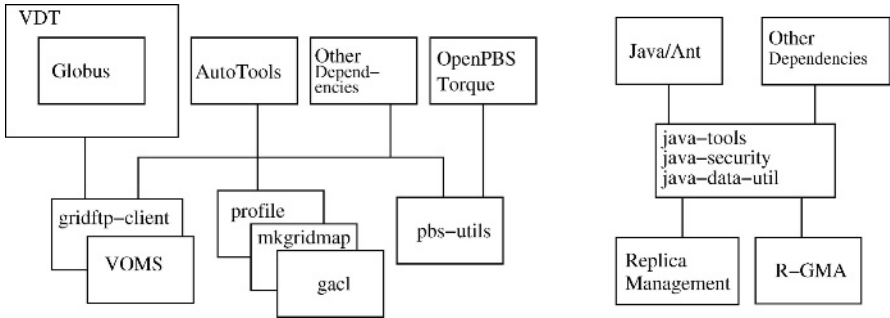 VDT
Globus
AutoTools
Other
Depend-
encies
OpenPBS
Torque
gridftp-client
VOMS
profile
mkgridmap
gacl
pbs-utils
Java/Ant
Other
Dependencies
java-tools
java-security
java-data-util
Replica
Management
R-GMA